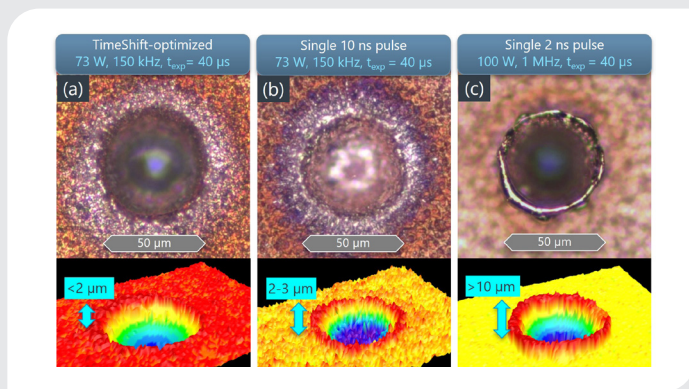 TimeShift-optimized
73 W, 150 kHz, texp= 40 µs
Single 10 ns pulse
73 W, 150 kHz, texp = 40 µs
Single 2 ns pulse
100 W, 1 MHz, texp= 40 µs
(a)
(b)
(c)
50 µm
50 µm
50 µm
<2 µm
2-3 µm
>10 µm